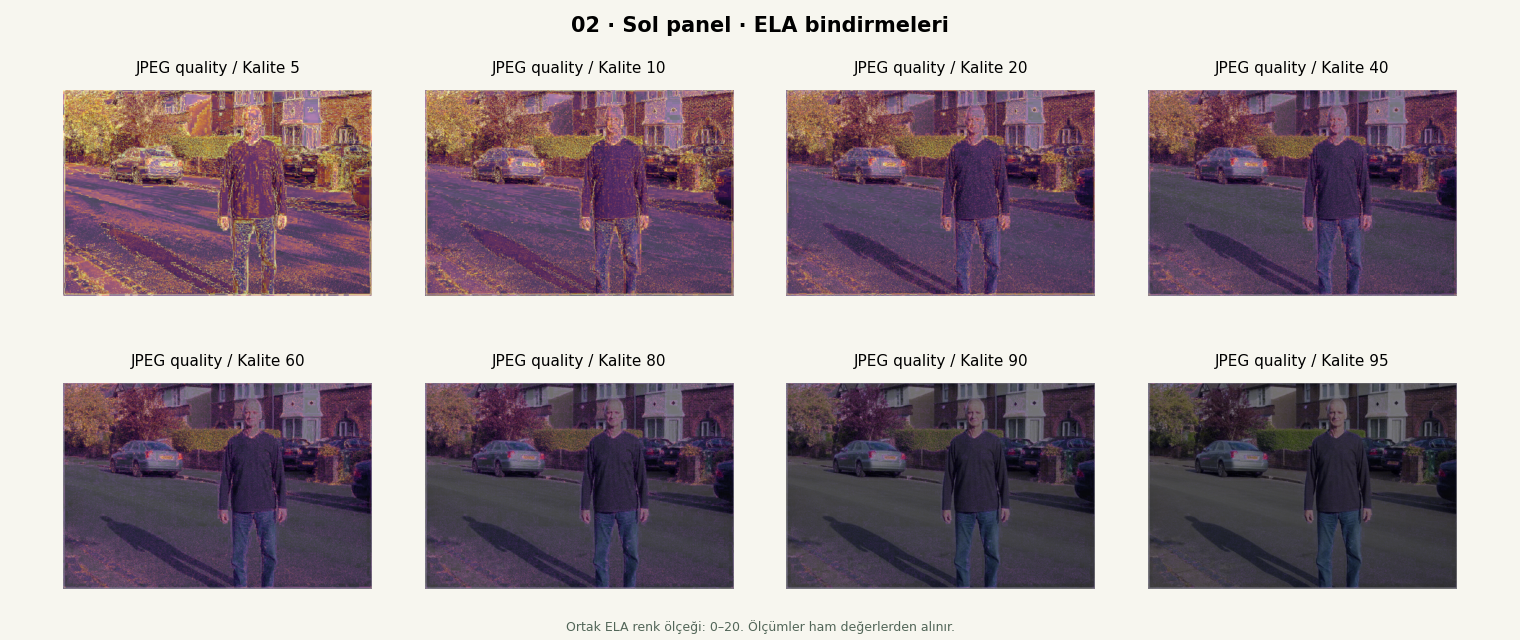 02 · Sol panel · ELA bindirmeleri
JPEG quality / Kalite 5
JPEG quality / Kalite 10
JPEG quality / Kalite 20
JPEG quality / Kalite 40
JPEG quality / Kalite 60
JPEG quality / Kalite 80
JPEG quality / Kalite 90
JPEG quality / Kalite 95
Ortak ELA renk ölçeği: 0–20. Ölçümler ham değerlerden alınır.